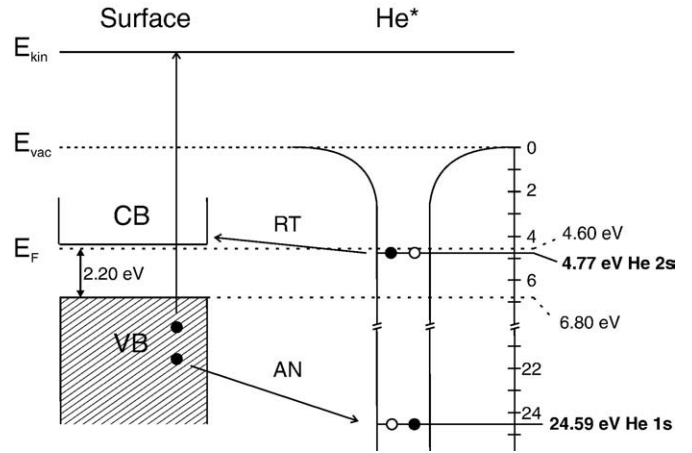 Surface He*
E_kin
E_vac
0
2
CB
RT
4
4.60 eV
E_F
4.77 eV He 2s
2.20 eV
6
6.80 eV
VB
AN
22
24
24.59 eV He 1s